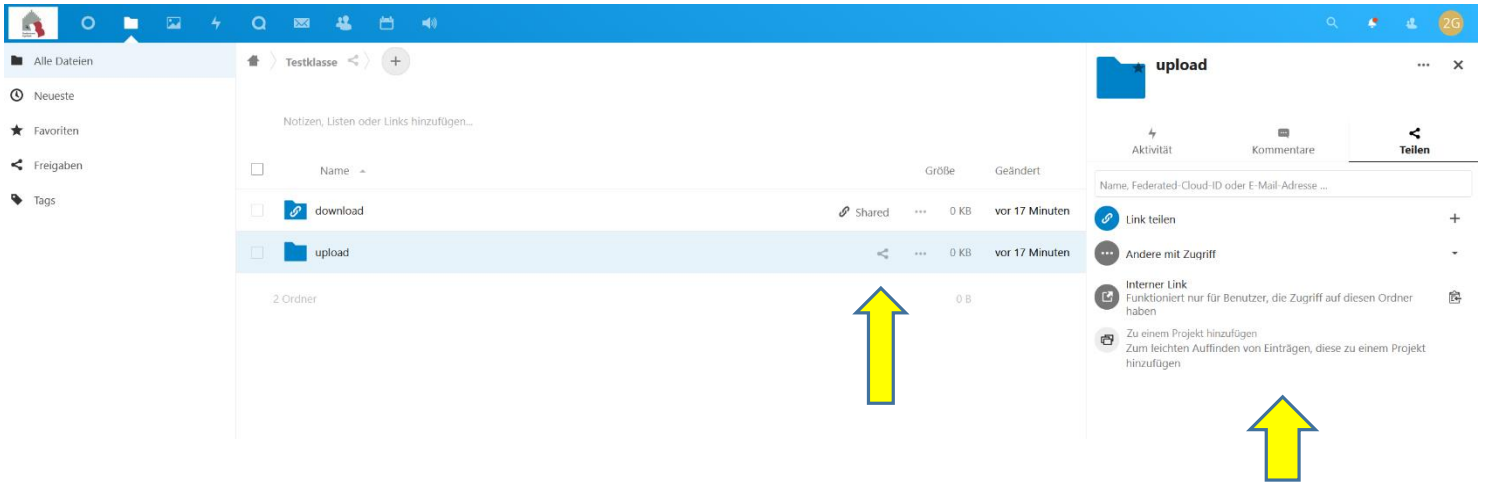 2G
Alle Dateien
Neueste
Favoriten
Freigaben
Tags
Testklasse
Notizen, Listen oder Links hinzufügen...
Name Größe Geändert
download Shared 0 KB vor 17 Minuten
upload 0 KB vor 17 Minuten
2 Ordner 0 B
upload
Aktivität Kommentare Teilen
Name, Federated-Cloud-ID oder E-Mail-Adresse ...
Link teilen
Andere mit Zugriff
Interner Link
Funktioniert nur für Benutzer, die Zugriff auf diesen Ordner
haben
Zu einem Projekt hinzufügen
Zum leichten Auffinden von Einträgen, diese zu einem Projekt
hinzufügen